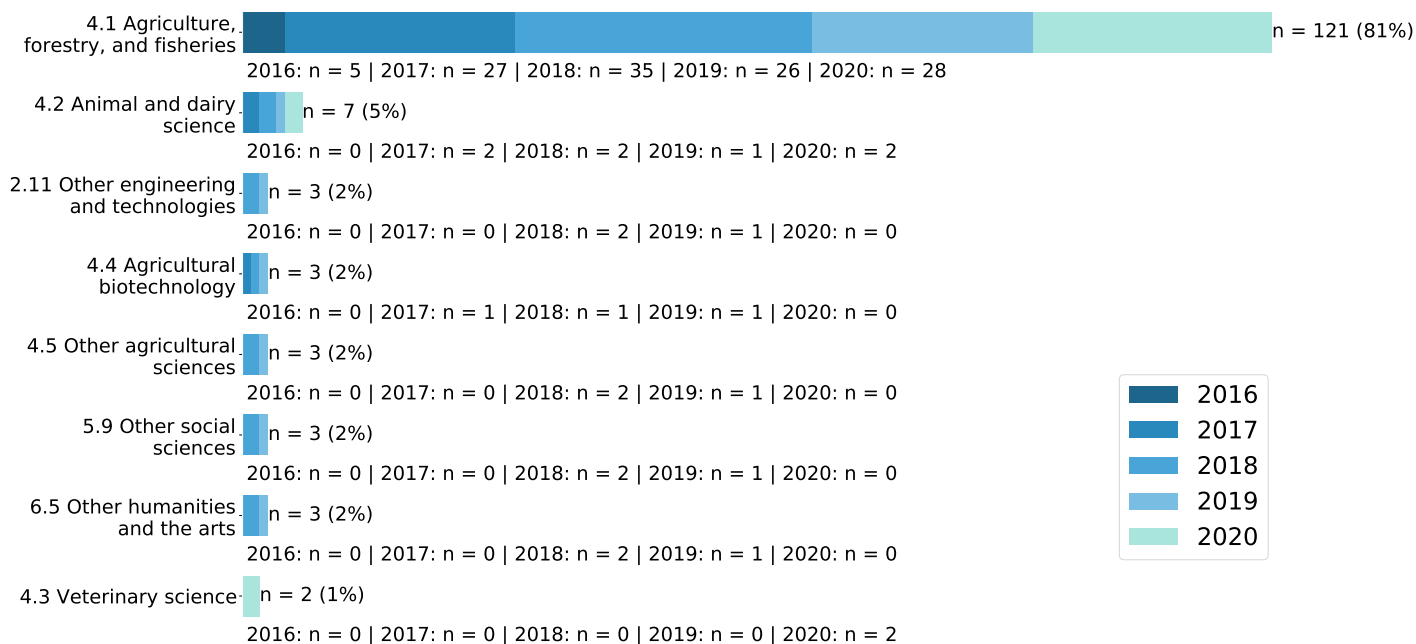 4.1 Agriculture,
forestry, and fisheries
n = 121 (81%)
2016: n = 5 | 2017: n = 27 | 2018: n = 35 | 2019: n = 26 | 2020: n = 28
4.2 Animal and dairy
science
n = 7 (5%)
2016: n = 0 | 2017: n = 2 | 2018: n = 2 | 2019: n = 1 | 2020: n = 2
2.11 Other engineering
and technologies
n = 3 (2%)
2016: n = 0 | 2017: n = 0 | 2018: n = 2 | 2019: n = 1 | 2020: n = 0
4.4 Agricultural
biotechnology
n = 3 (2%)
2016: n = 0 | 2017: n = 1 | 2018: n = 1 | 2019: n = 1 | 2020: n = 0
4.5 Other agricultural
sciences
n = 3 (2%)
2016: n = 0 | 2017: n = 0 | 2018: n = 2 | 2019: n = 1 | 2020: n = 0
5.9 Other social
sciences
n = 3 (2%)
2016: n = 0 | 2017: n = 0 | 2018: n = 2 | 2019: n = 1 | 2020: n = 0
6.5 Other humanities
and the arts
n = 3 (2%)
2016: n = 0 | 2017: n = 0 | 2018: n = 2 | 2019: n = 1 | 2020: n = 0
4.3 Veterinary science
n = 2 (1%)
2016: n = 0 | 2017: n = 0 | 2018: n = 0 | 2019: n = 0 | 2020: n = 2
2016
2017
2018
2019
2020